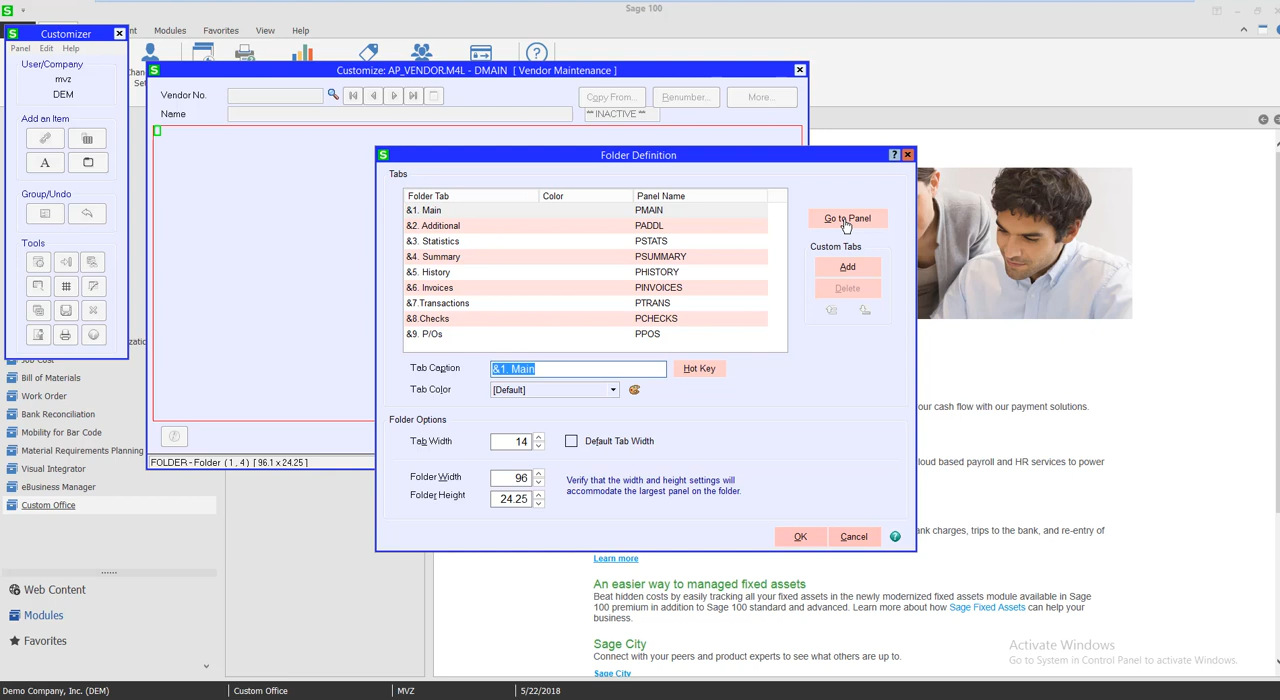 S
Sage 100
nt Modules Favorites View Help
S Customizer
Panel Edit Help
User/Company
mvz
DEM
Add an Item
A
Group/Undo
Tools
S Customize: AP_VENDOR.M4L - DMAIN [ Vendor Maintenance ]
Vendor No.
Copy From... Renumber... More...
Name
** INACTIVE **
FOLDER - Folder ( 1 , 4 ) [ 96.1 x 24.25 ]
S Folder Definition ?
Tabs
Folder Tab Color Panel Name
&1. Main PMAIN
&2. Additional PADDL
&3. Statistics PSTATS
&4. Summary PSUMMARY
&5. History PHISTORY
&6. Invoices PINVOICES
&7.Transactions PTRANS
&8.Checks PCHECKS
&9. P/Os PPOS
Go to Panel
Custom Tabs
Add
Delete
Tab Caption &1. Main Hot Key
Tab Color [Default]
Folder Options
Tab Width 14 Default Tab Width
Folder Width 96
Folder Height 24.25
Verify that the width and height settings will
accommodate the largest panel on the folder.
OK Cancel
Job Cost
Bill of Materials
Work Order
Bank Reconciliation
Mobility for Bar Code
Material Requirements Planning
Visual Integrator
eBusiness Manager
Custom Office
Web Content
Modules
Favorites
our cash flow with our payment solutions.
loud based payroll and HR services to power
ank charges, trips to the bank, and re-entry of
Learn more
An easier way to managed fixed assets
Beat hidden costs by easily tracking all your fixed assets in the newly modernized fixed assets module available in Sage
100 premium in addition to Sage 100 standard and advanced. Learn more about how Sage Fixed Assets can help your
business.
Sage City
Connect with your peers and product experts to see what others are up to.
Sage City
Activate Windows
Go to System in Control Panel to activate Windows.
Demo Company, Inc. (DEM) Custom Office MVZ 5/22/2018